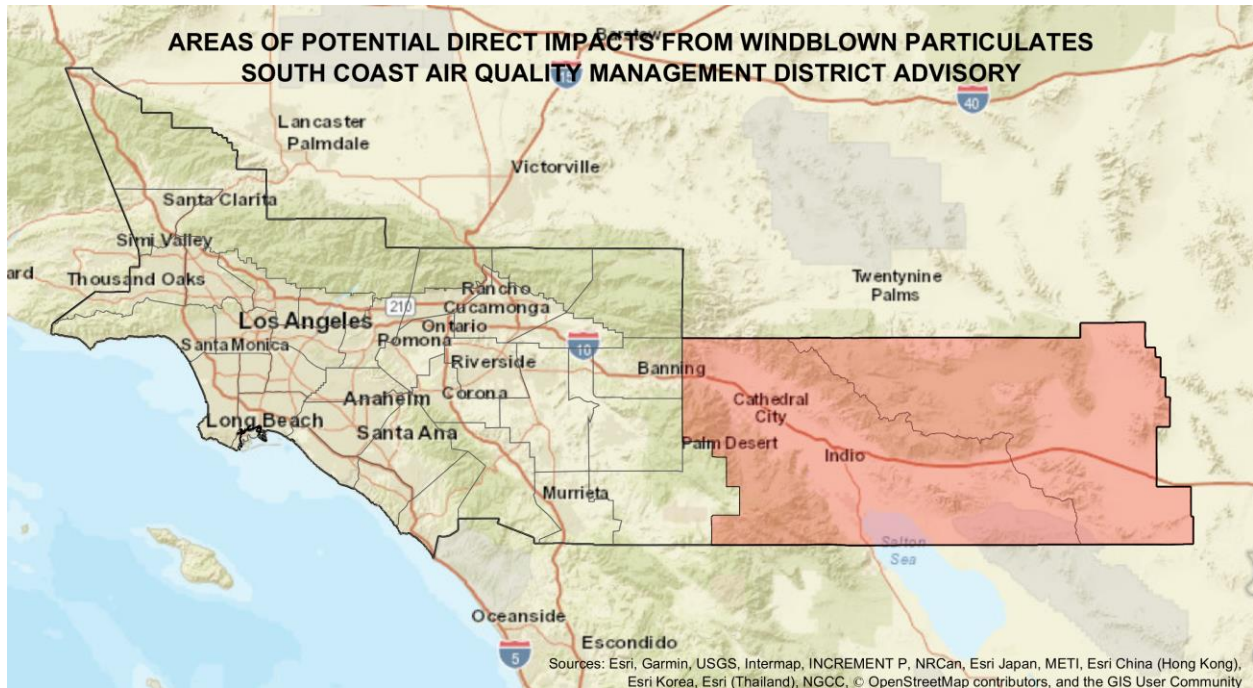 AREAS OF POTENTIAL DIRECT IMPACTS FROM WINDBLOWN PARTICULATES
SOUTH COAST AIR QUALITY MANAGEMENT DISTRICT ADVISORY
Barstow
15
40
Lancaster
Palmdale
Victorville
Santa Clarita
Simi Valley
ard
Thousand Oaks
Twentynine
Palms
Rancho
Cucamonga
210
Los Angeles
Ontario
Santa Monica
Pomona
10
Riverside
Banning
Anaheim
Corona
Cathedral
City
Long Beach
Santa Ana
Palm Desert
Indio
Murrieta
Salton
Sea
Oceanside
Escondido
5
Sources: Esri, Garmin, USGS, Intermap, INCREMENT P, NRCan, Esri Japan, METI, Esri China (Hong Kong),
Esri Korea, Esri (Thailand), NGCC, © OpenStreetMap contributors, and the GIS User Community